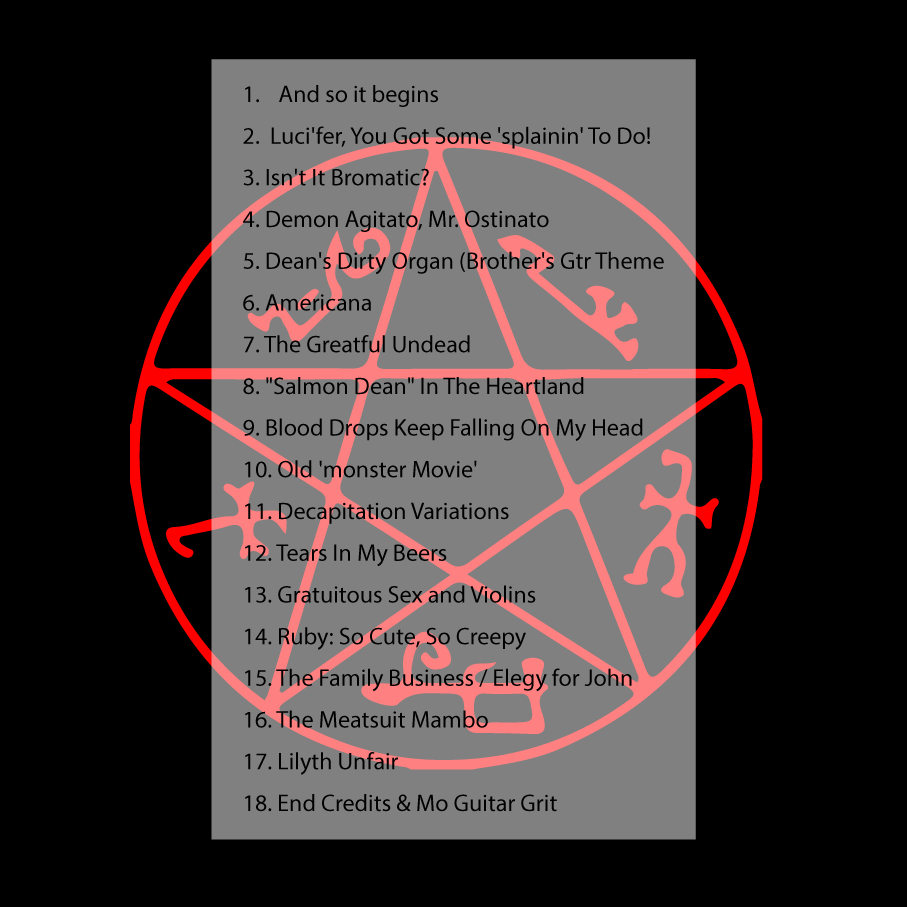 1. And so it begins
2. Luci'fer, You Got Some 'splainin' To Do!
3. Isn't It Bromatic?
4. Demon Agitato, Mr. Ostinato
5. Dean's Dirty Organ (Brother's Gtr Theme
6. Americana
7. The Greatful Undead
8. "Salmon Dean" In The Heartland
9. Blood Drops Keep Falling On My Head
10. Old 'monster Movie'
11. Decapitation Variations
12. Tears In My Beers
13. Gratuitous Sex and Violins
14. Ruby: So Cute, So Creepy
15. The Family Business / Elegy for John
16. The Meatsuit Mambo
17. Lilyth Unfair
18. End Credits & Mo Guitar Grit